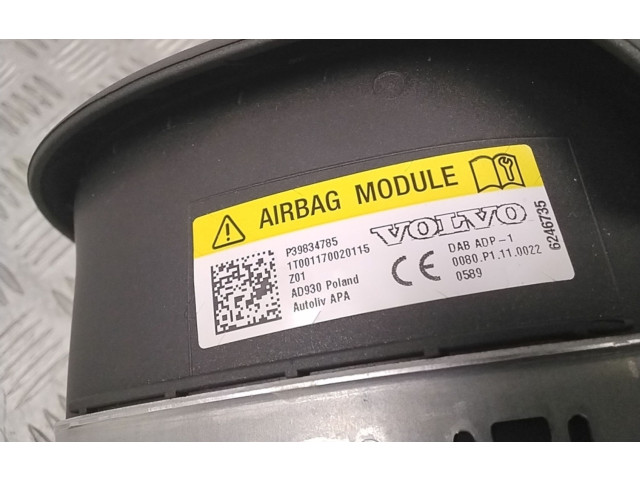 AIRBAG MODULE
P39834785
1T001170020115
Z01
AD930 Poland
Autoliv APA
VOLVO
DAB ADP-1
0080.P1.11.0022
0589
CE
6246735